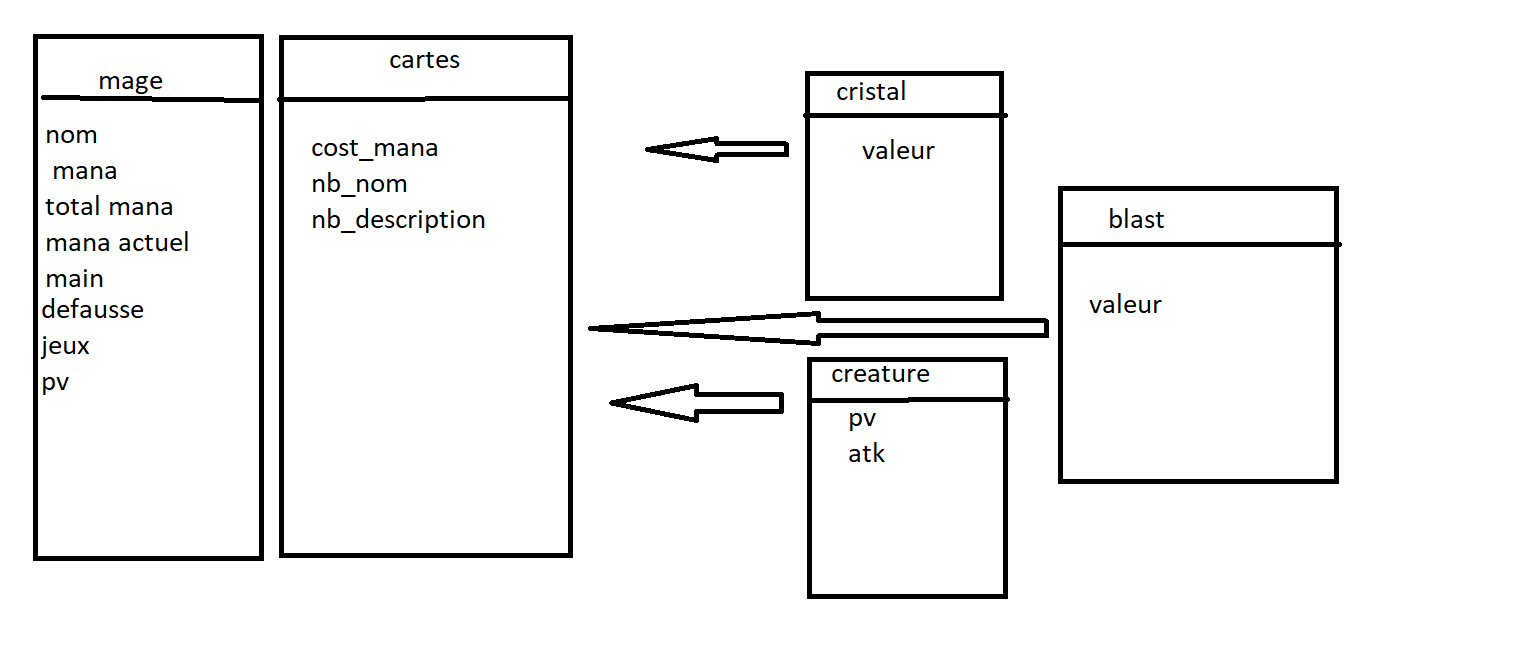 mage
nom
mana
total mana
mana actuel
main
defausse
jeux
pv
cartes
cost_mana
nb_nom
nb_description
cristal
valeur
blast
valeur
creature
pv
atk